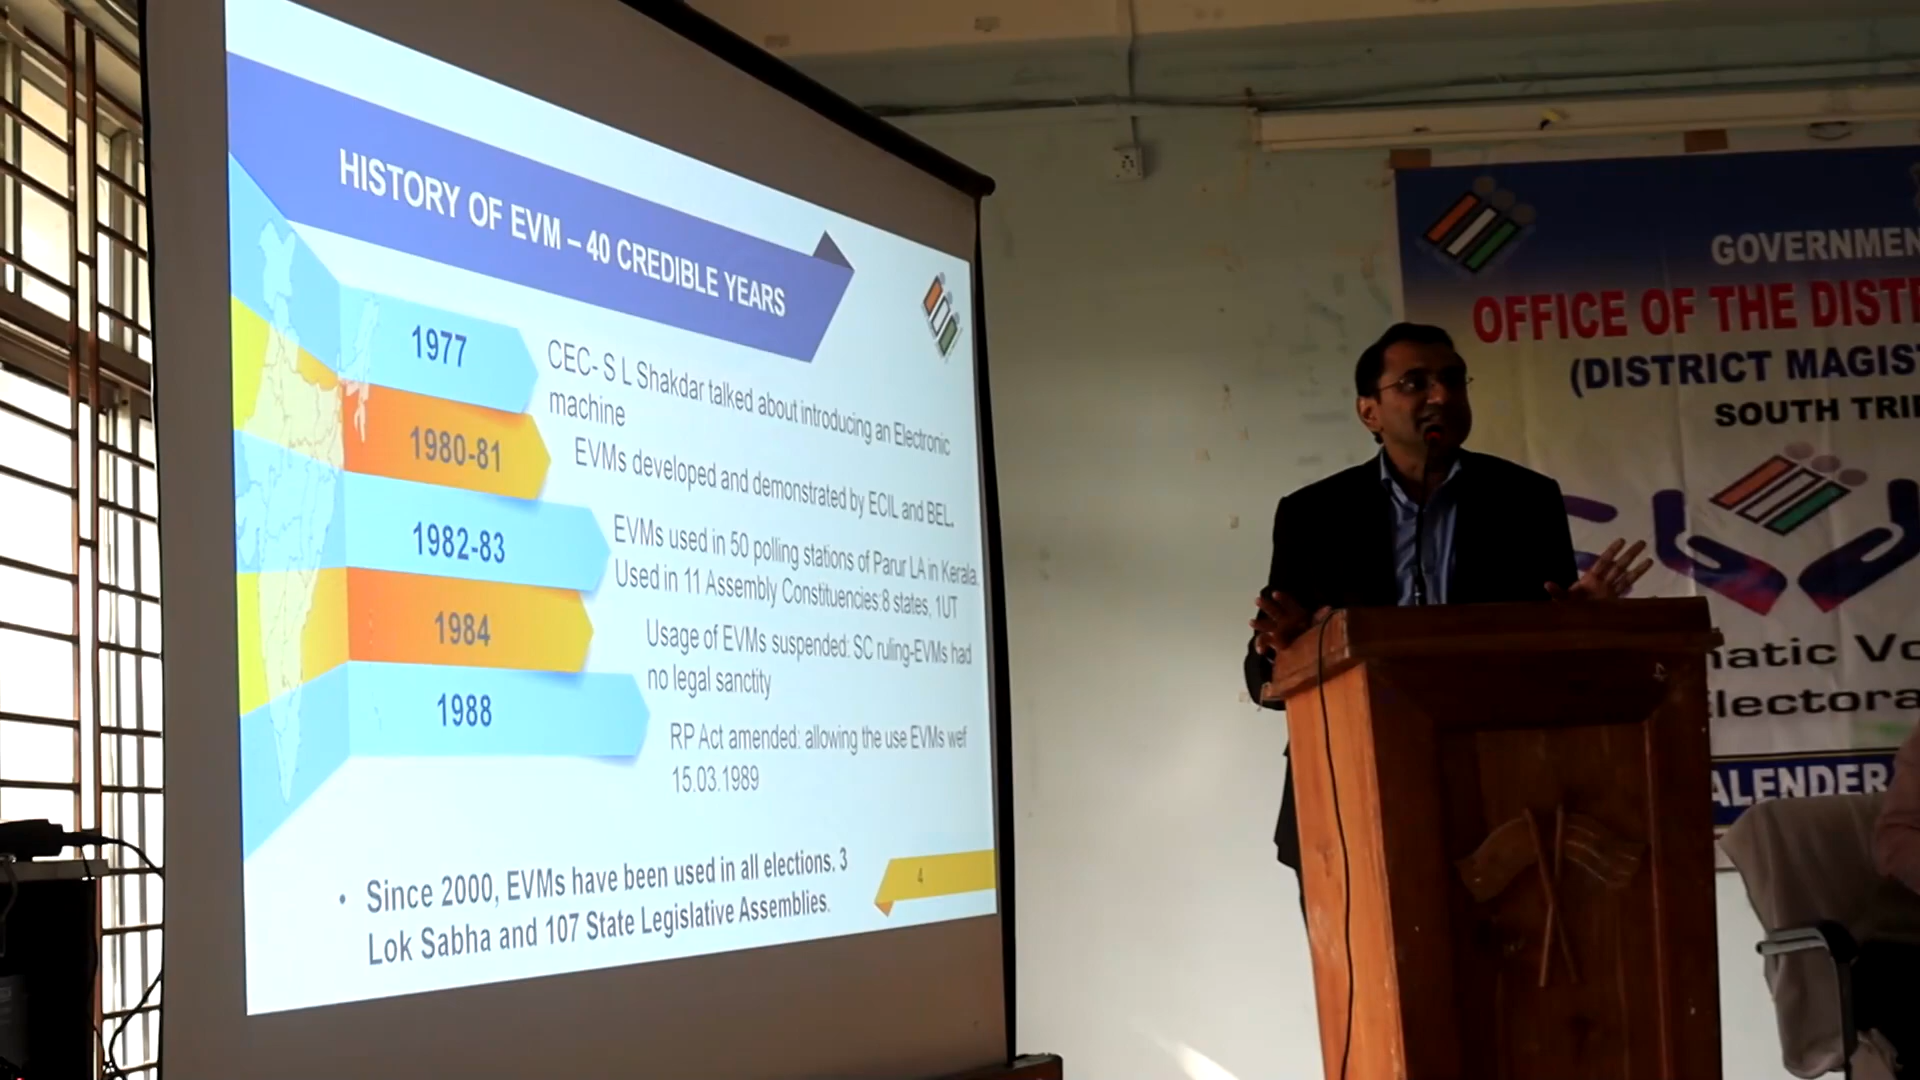 HISTORY OF EVM – 40 CREDIBLE YEARS
1977
CEC- S L Shakdar talked about introducing an Electronic
machine
1980-81
EVMs developed and demonstrated by ECIL and BEL.
1982-83
EVMs used in 50 polling stations of Parur LA in Kerala.
Used in 11 Assembly Constituencies:8 states, 1UT
1984
Usage of EVMs suspended: SC ruling-EVMs had
no legal sanctity
1988
RP Act amended: allowing the use EVMs wef
15.03.1989
• Since 2000, EVMs have been used in all elections. 3
Lok Sabha and 107 State Legislative Assemblies.
4
GOVERNMEN
OFFICE OF THE DISTR
(DISTRICT MAGIST
SOUTH TRI
matic Vo
Electora
ALENDER